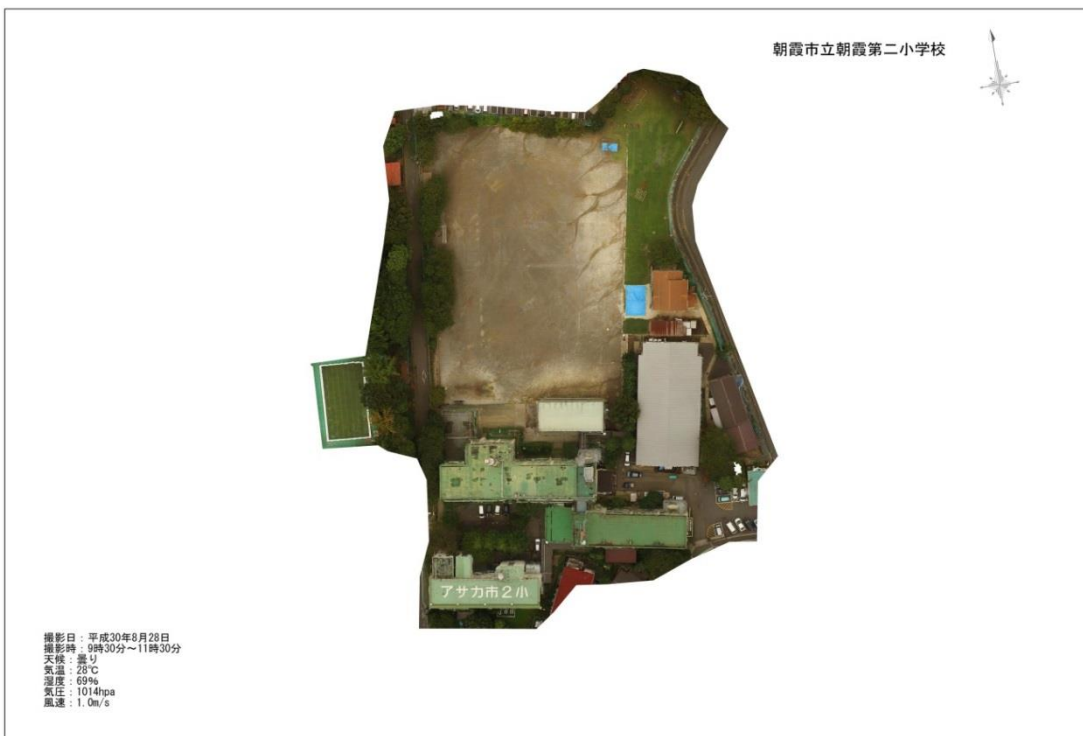 朝霞市立朝霞第二小学校
アサカ市２小
撮影日：平成30年8月28日
撮影時：9時30分～11時30分
天候：曇り
気温：28℃
湿度：69%
気圧：1014hpa
風速：1.0m/s